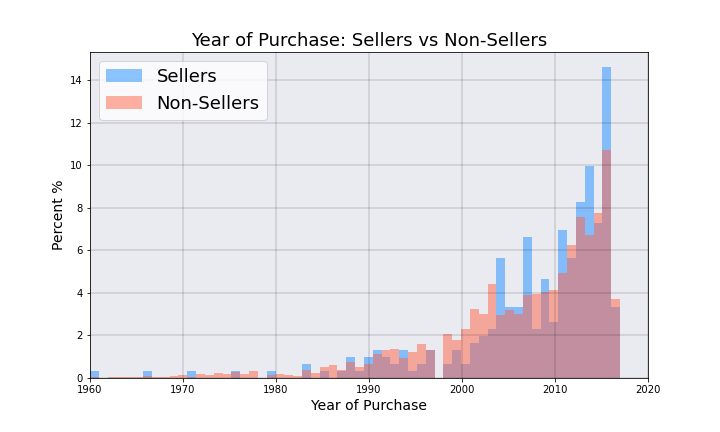 Year of Purchase: Sellers vs Non-Sellers
Sellers
Non-Sellers
Percent %
14
12
10
8
6
4
2
0
1960 1970 1980 1990 2000 2010 2020
Year of Purchase